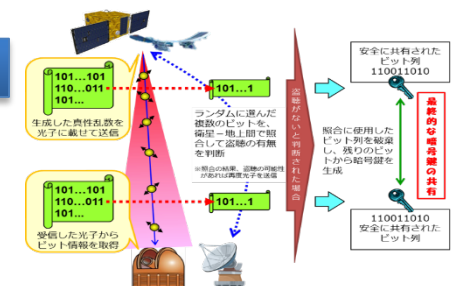 101...101
110...011
101...
生成した真性乱数を
光子に載せて送信
101...1
ランダムに選んだ
複数のビットを、
衛星－地上間で照
合して盗聴の有無
を判断
※照合の結果、盗聴の可能性
があれば再度光子を送信
101...101
110...011
101...
受信した光子から
ビット情報を取得
101...1
盗聴がないと判断された場合
安全に共有された
ビット列
110011010
照合に使用した
ビット列を破棄
し、残りのビッ
トから暗号鍵を
生成
最終的な暗号鍵の共有
110011010
安全に共有された
ビット列